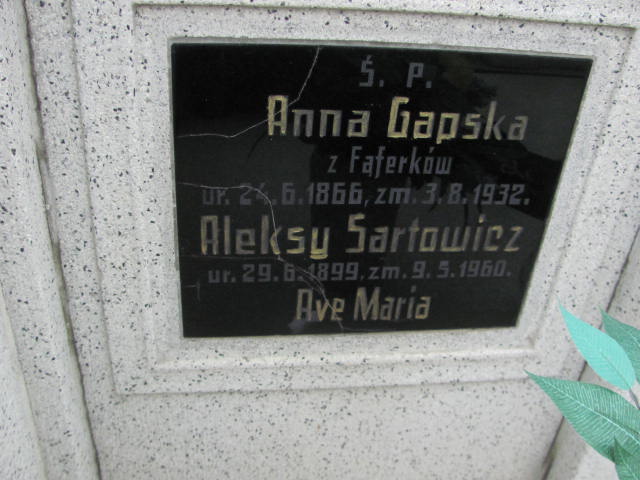 Ś. P.
Anna Gapska
z Fąferków
ur. 24.6.1866, zm. 3.8.1932.
Aleksy Sartowicz
ur. 29.6.1899, zm. 9.5.1960.
Ave Maria